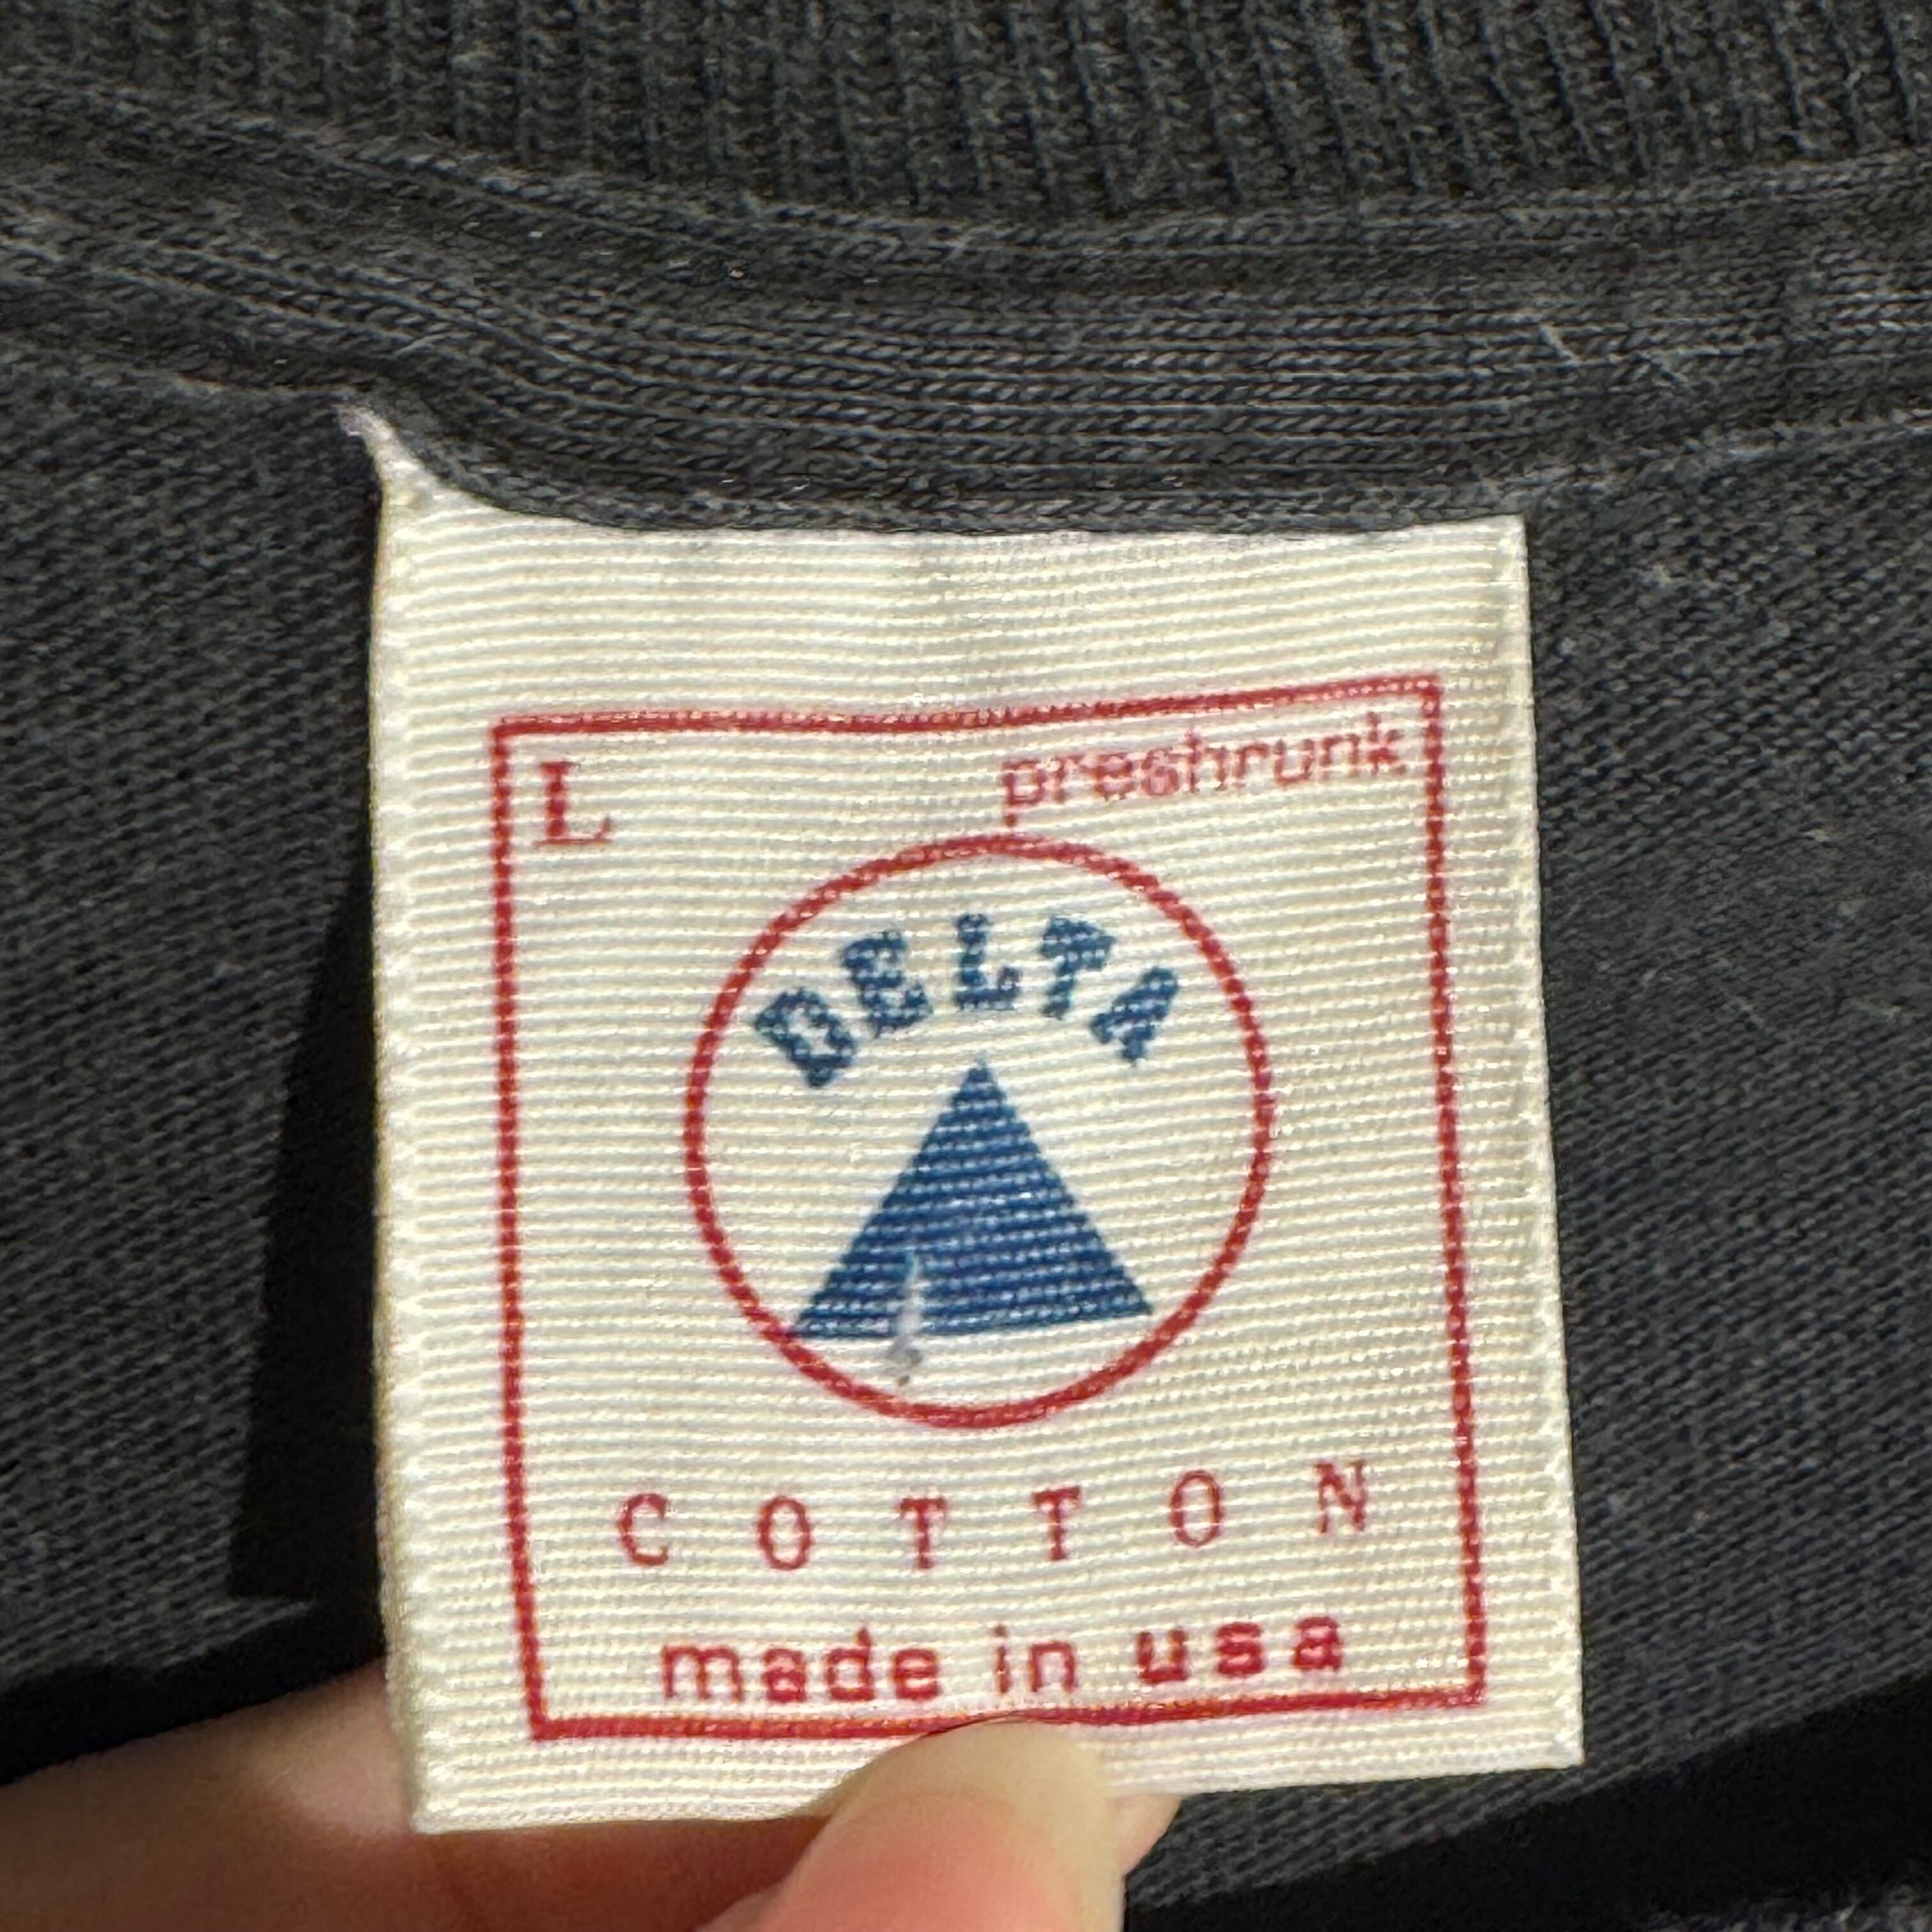 L preshrunk
DELTA
COTTON
made in usa